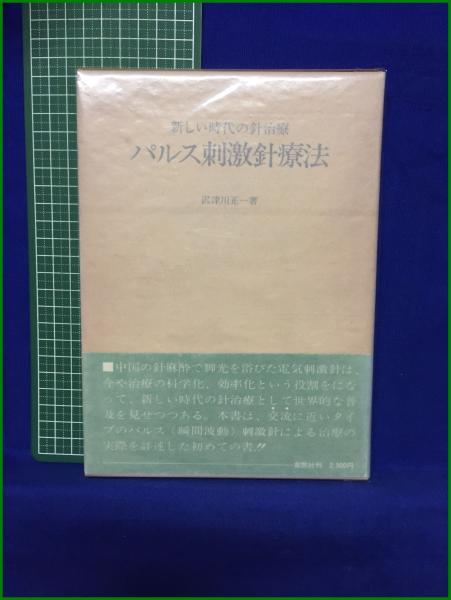 新しい時代の針治療
パルス刺激針療法
沢津川正一著
■中国の針麻酔で脚光を浴びた電気刺激針は、
今や治療の科学化、効率化という役割をにな
って、新しい時代の針治療として世界的な普
及を見せつつある。本書は、交流に近いタイ
プのパルス（瞬間波動）刺激針による治療の
実際を詳述した初めての書!!
2,500円